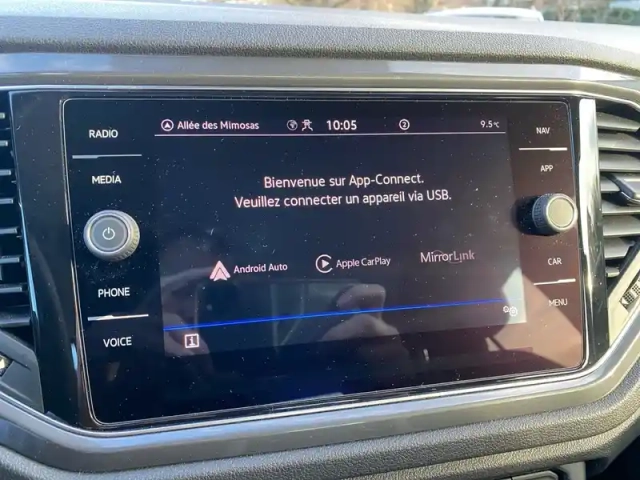 RADIO
MEDIA
PHONE
VOICE
Allée des Mimosas 10:05 2 9.5°C
Bienvenue sur App-Connect.
Veuillez connecter un appareil via USB.
Android Auto Apple CarPlay MirrorLink
NAV
APP
CAR
MENU